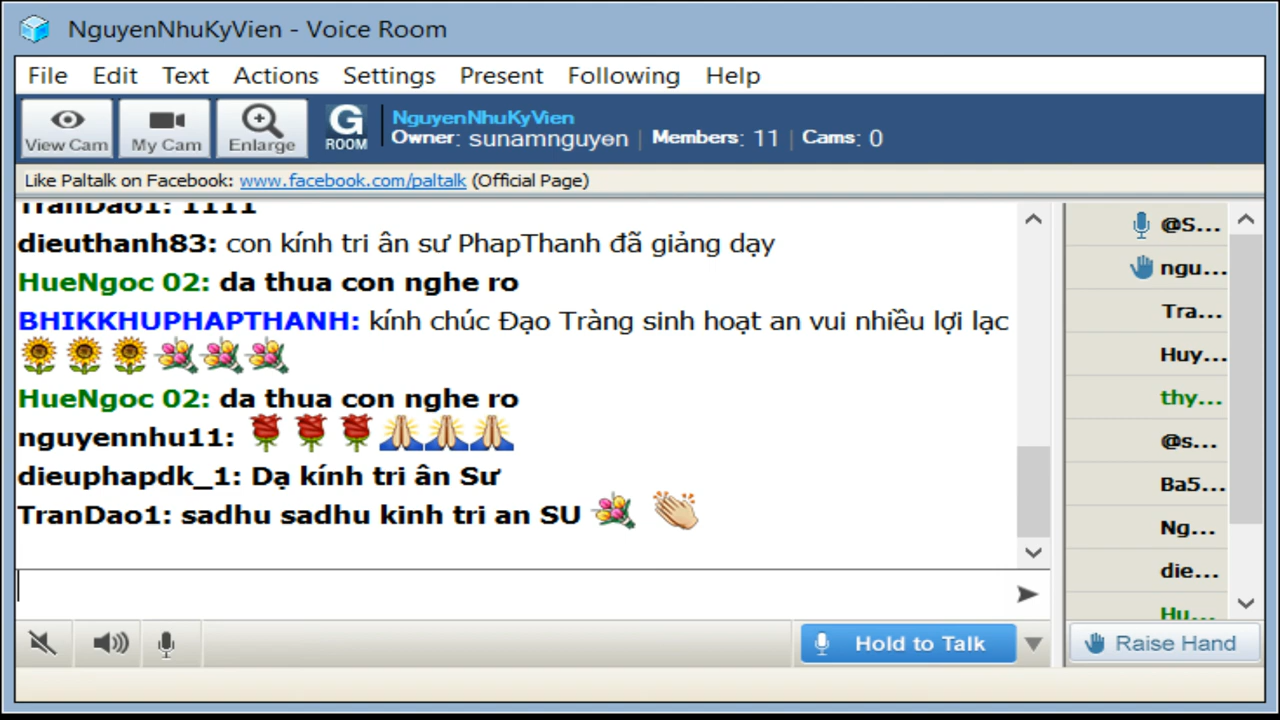 NguyenNhuKyVien - Voice Room
File Edit Text Actions Settings Present Following Help
View Cam My Cam Enlarge G ROOM
NguyenNhuKyVien
Owner: sunamnguyen | Members: 11 | Cams: 0
Like Paltalk on Facebook: www.facebook.com/paltalk (Official Page)
TranDao1: 1111
dieuthanh83: con kính tri ân sư PhapThanh đã giảng dạy
HueNgoc 02: da thua con nghe ro
BHIKKHUPHAPTHANH: kính chúc Đạo Tràng sinh hoạt an vui nhiều lợi lạc
HueNgoc 02: da thua con nghe ro
nguyennhu11:
dieuphapdk_1: Dạ kính tri ân Sư
TranDao1: sadhu sadhu kinh tri an SU
@S...
ngu...
Tra...
Huy...
thy...
@s...
Ba5...
Ng...
die...
Hu...
Hold to Talk
Raise Hand